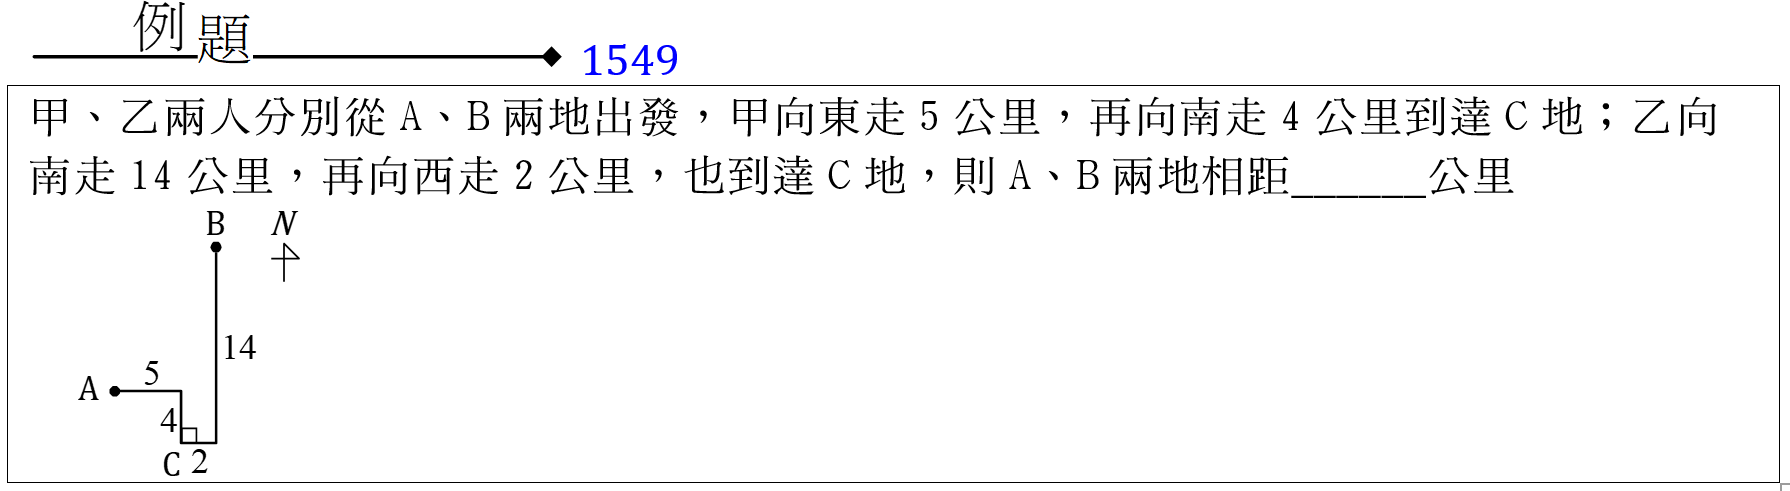 例題 1549
甲、乙兩人分別從 A、B 兩地出發，甲向東走 5 公里，再向南走 4 公里到達 C 地；乙向
南走 14 公里，再向西走 2 公里，也到達 C 地，則 A、B 兩地相距______公里
B N
14
5
A
4
C 2